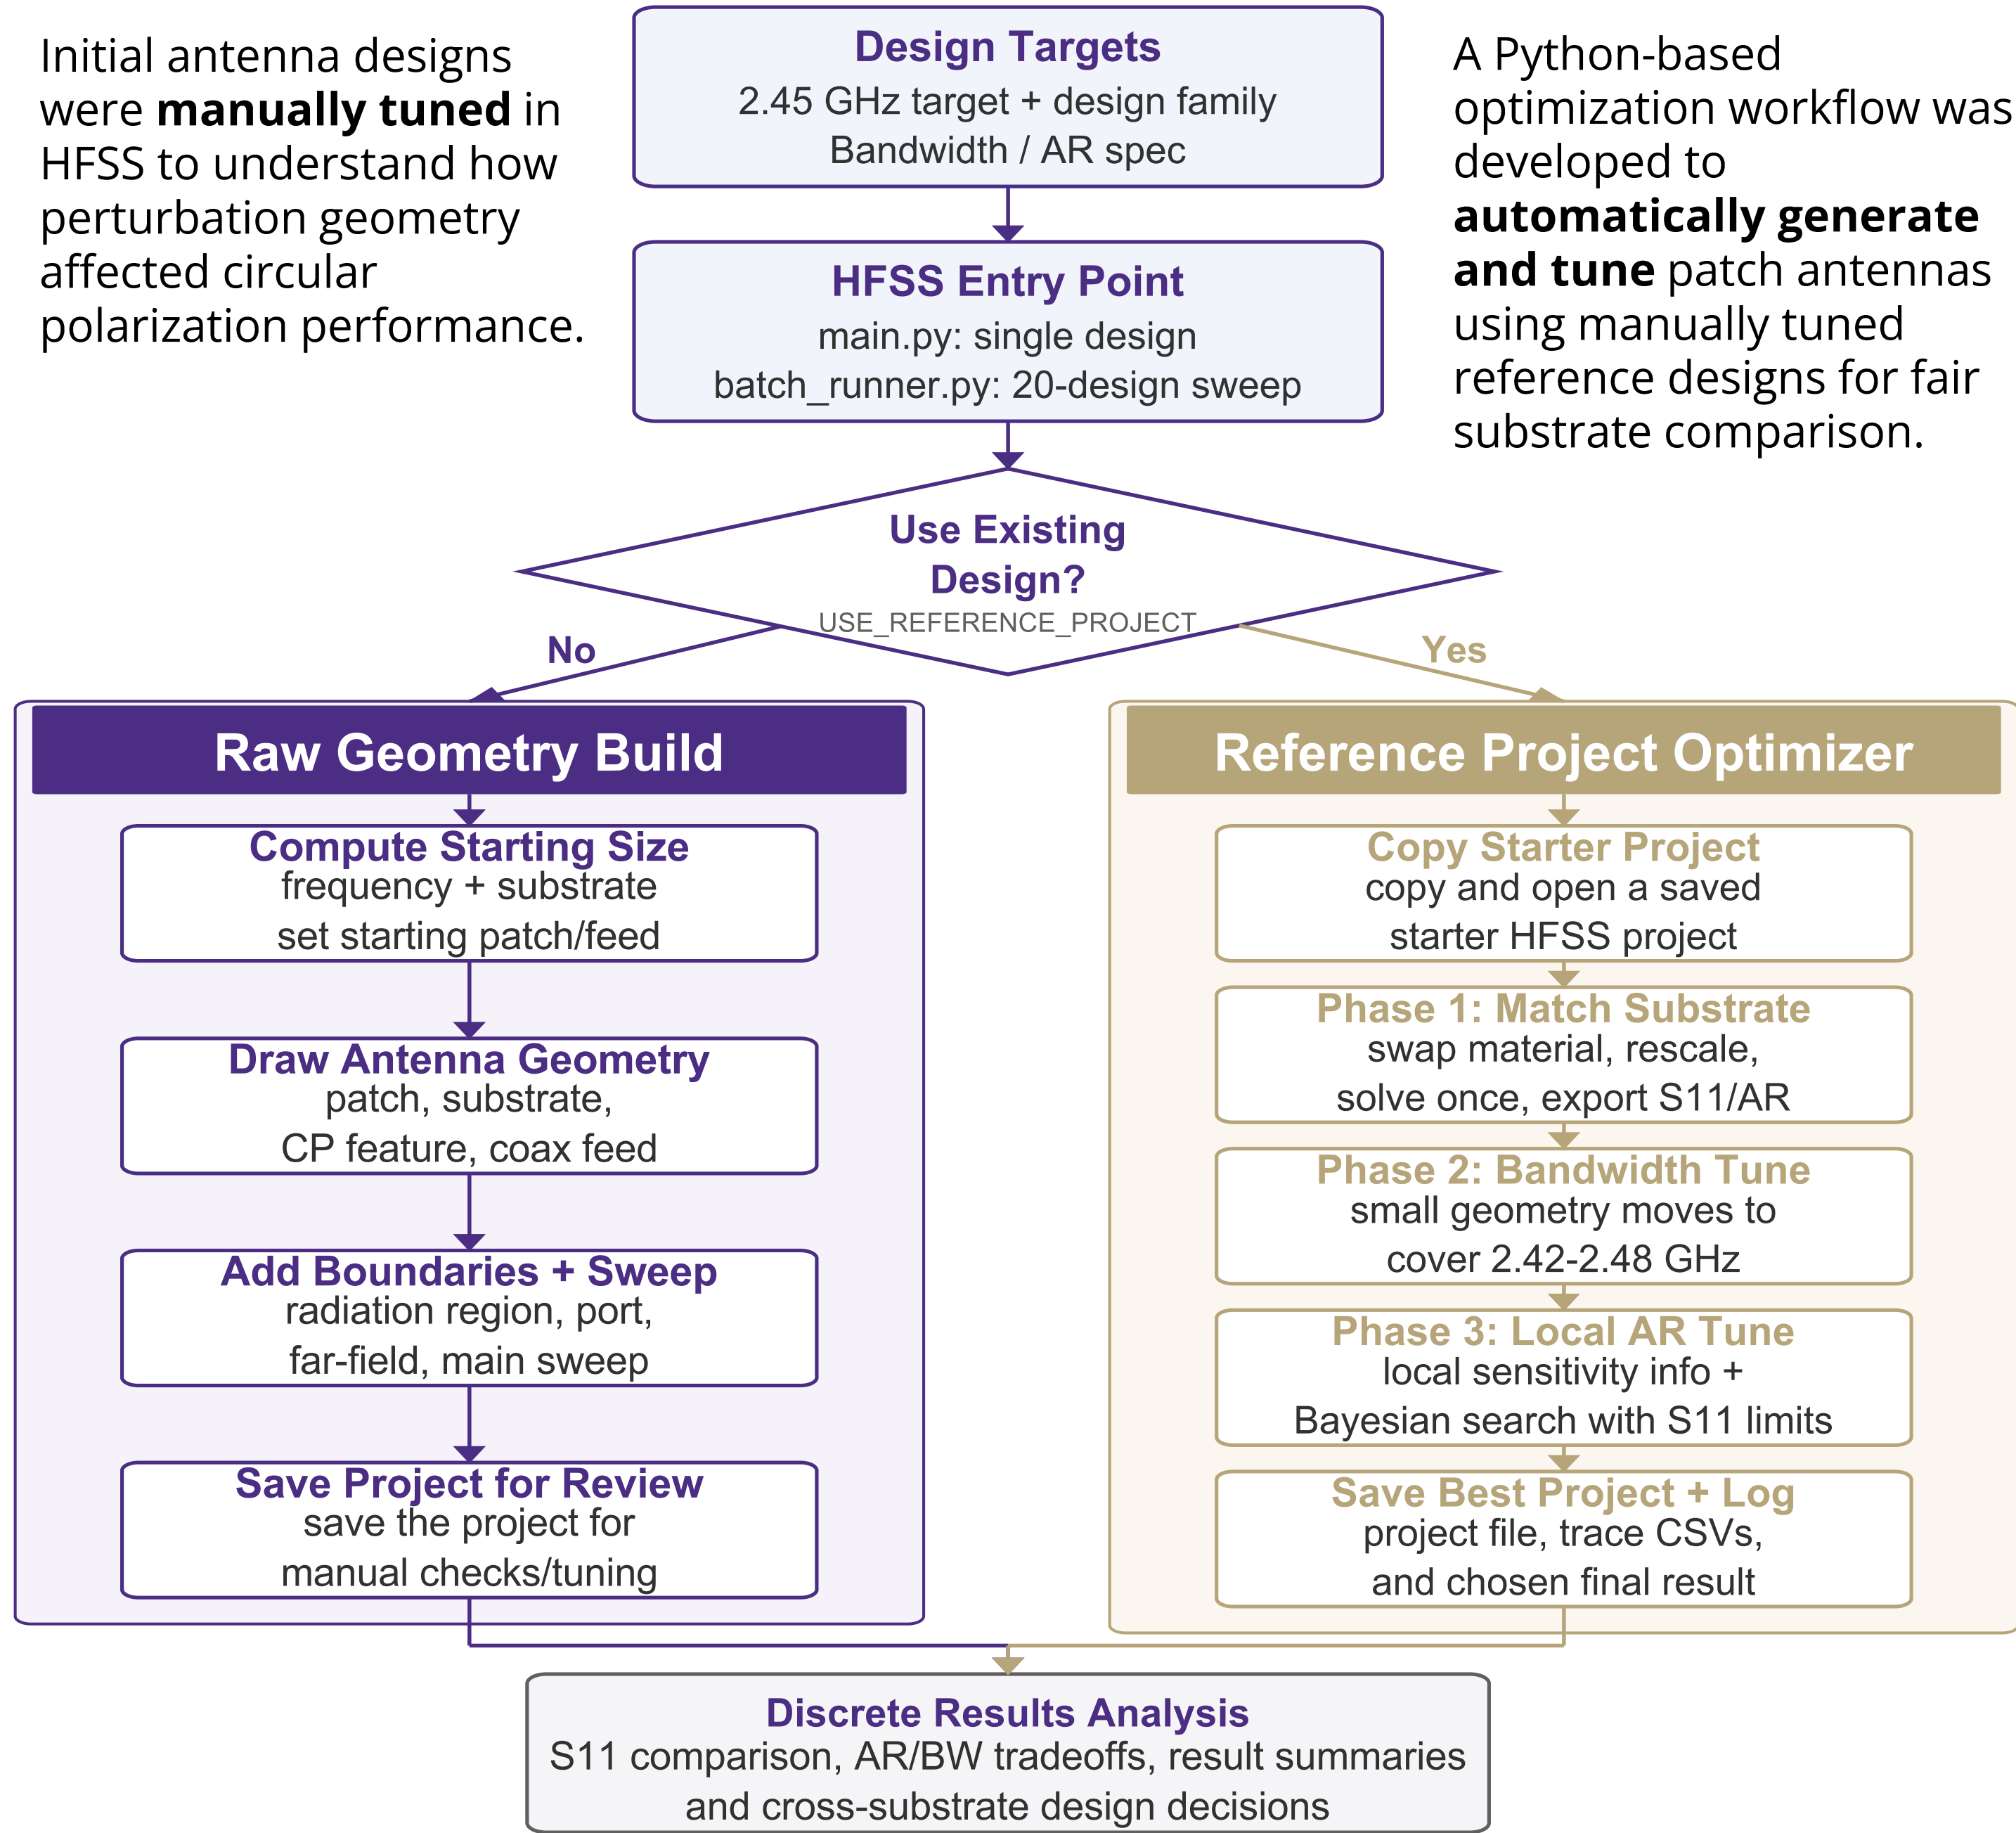 Initial antenna designs
were manually tuned in
HFSS to understand how
perturbation geometry
affected circular
polarization performance.
Design Targets
2.45 GHz target + design family
Bandwidth / AR spec
A Python-based
optimization workflow was
developed to
automatically generate
and tune patch antennas
using manually tuned
reference designs for fair
substrate comparison.
HFSS Entry Point
main.py: single design
batch_runner.py: 20-design sweep
Use Existing
Design?
USE_REFERENCE_PROJECT
No
Yes
Raw Geometry Build
Compute Starting Size
frequency + substrate
set starting patch/feed
Draw Antenna Geometry
patch, substrate,
CP feature, coax feed
Add Boundaries + Sweep
radiation region, port,
far-field, main sweep
Save Project for Review
save the project for
manual checks/tuning
Reference Project Optimizer
Copy Starter Project
copy and open a saved
starter HFSS project
Phase 1: Match Substrate
swap material, rescale,
solve once, export S11/AR
Phase 2: Bandwidth Tune
small geometry moves to
cover 2.42-2.48 GHz
Phase 3: Local AR Tune
local sensitivity info +
Bayesian search with S11 limits
Save Best Project + Log
project file, trace CSVs,
and chosen final result
Discrete Results Analysis
S11 comparison, AR/BW tradeoffs, result summaries
and cross-substrate design decisions